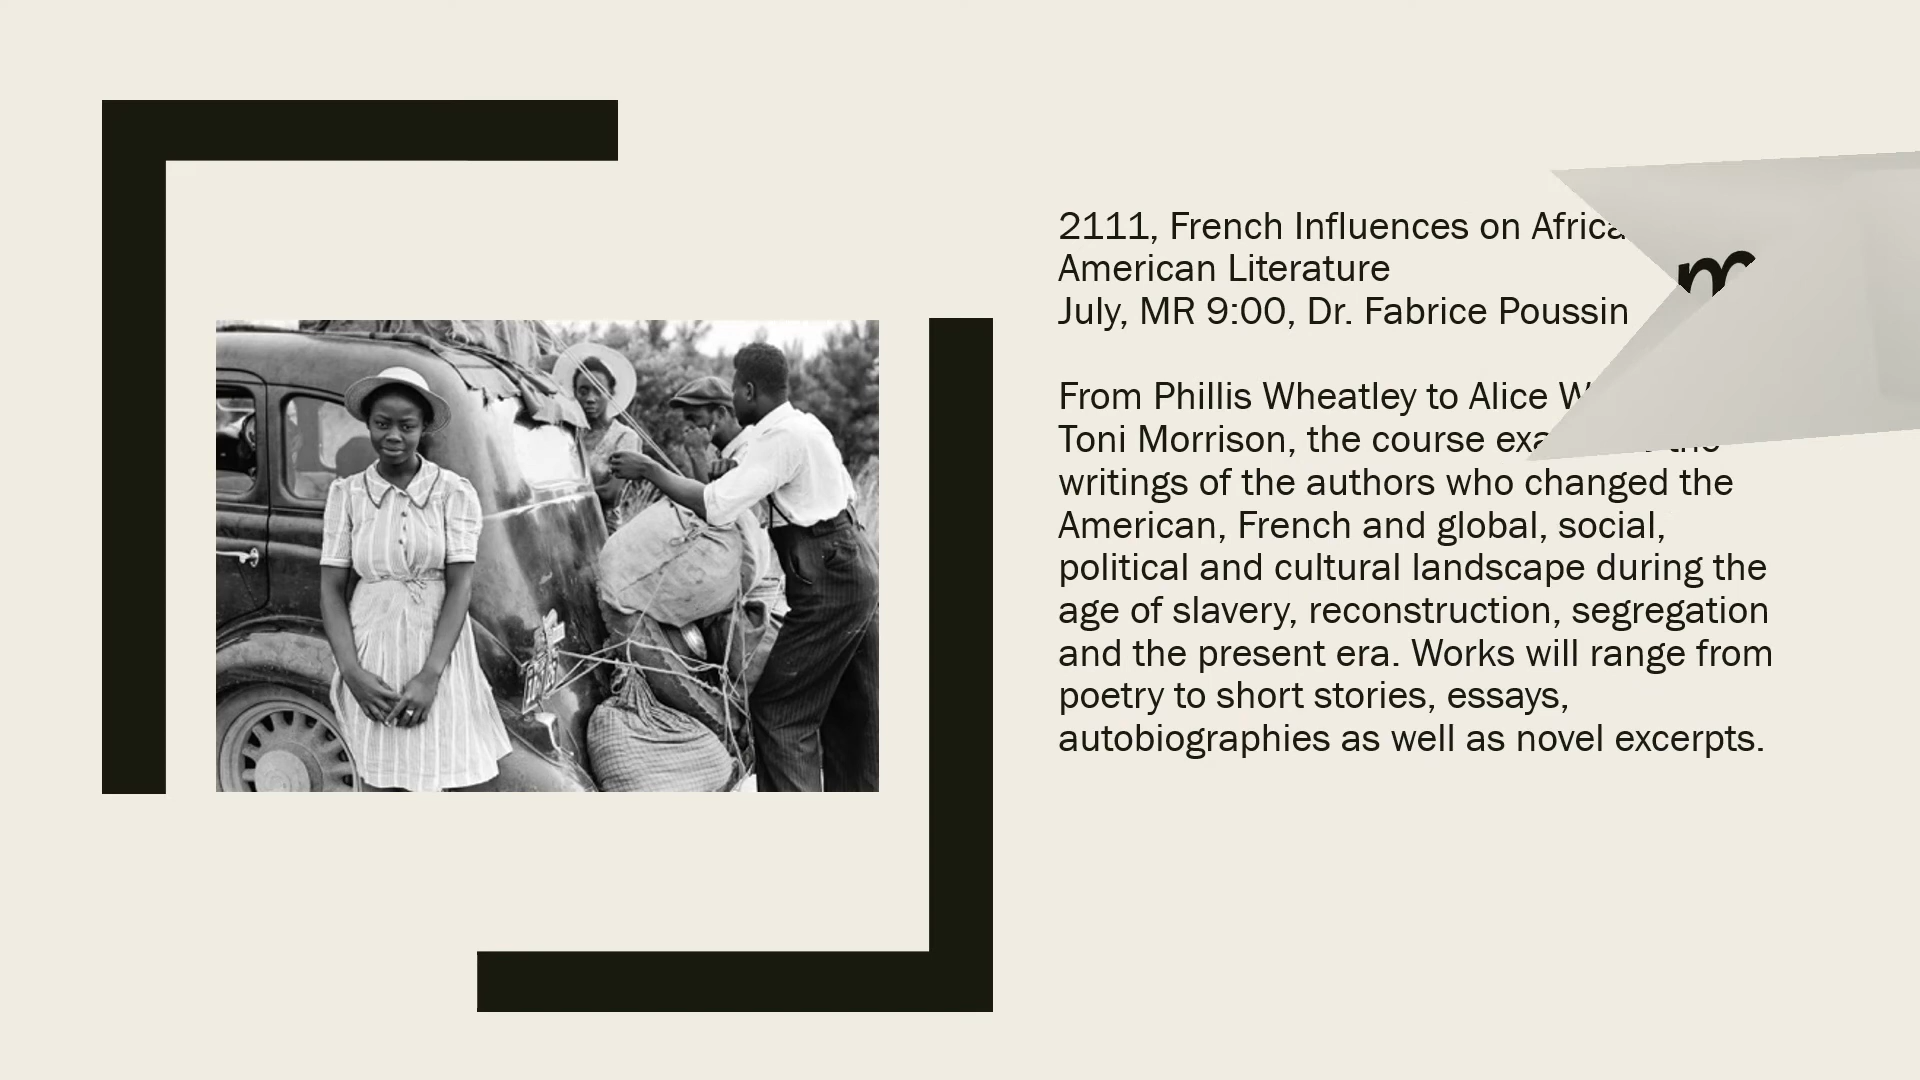 2111, French Influences on
American Literature
July, MR 9:00, Dr. Fabrice Poussin
From Phillis Wheatley to Alice
Toni Morrison, the course
writings of the authors who changed the
American, French and global, social,
political and cultural landscape during the
age of slavery, reconstruction, segregation
and the present era. Works will range from
poetry to short stories, essays,
autobiographies as well as novel excerpts.